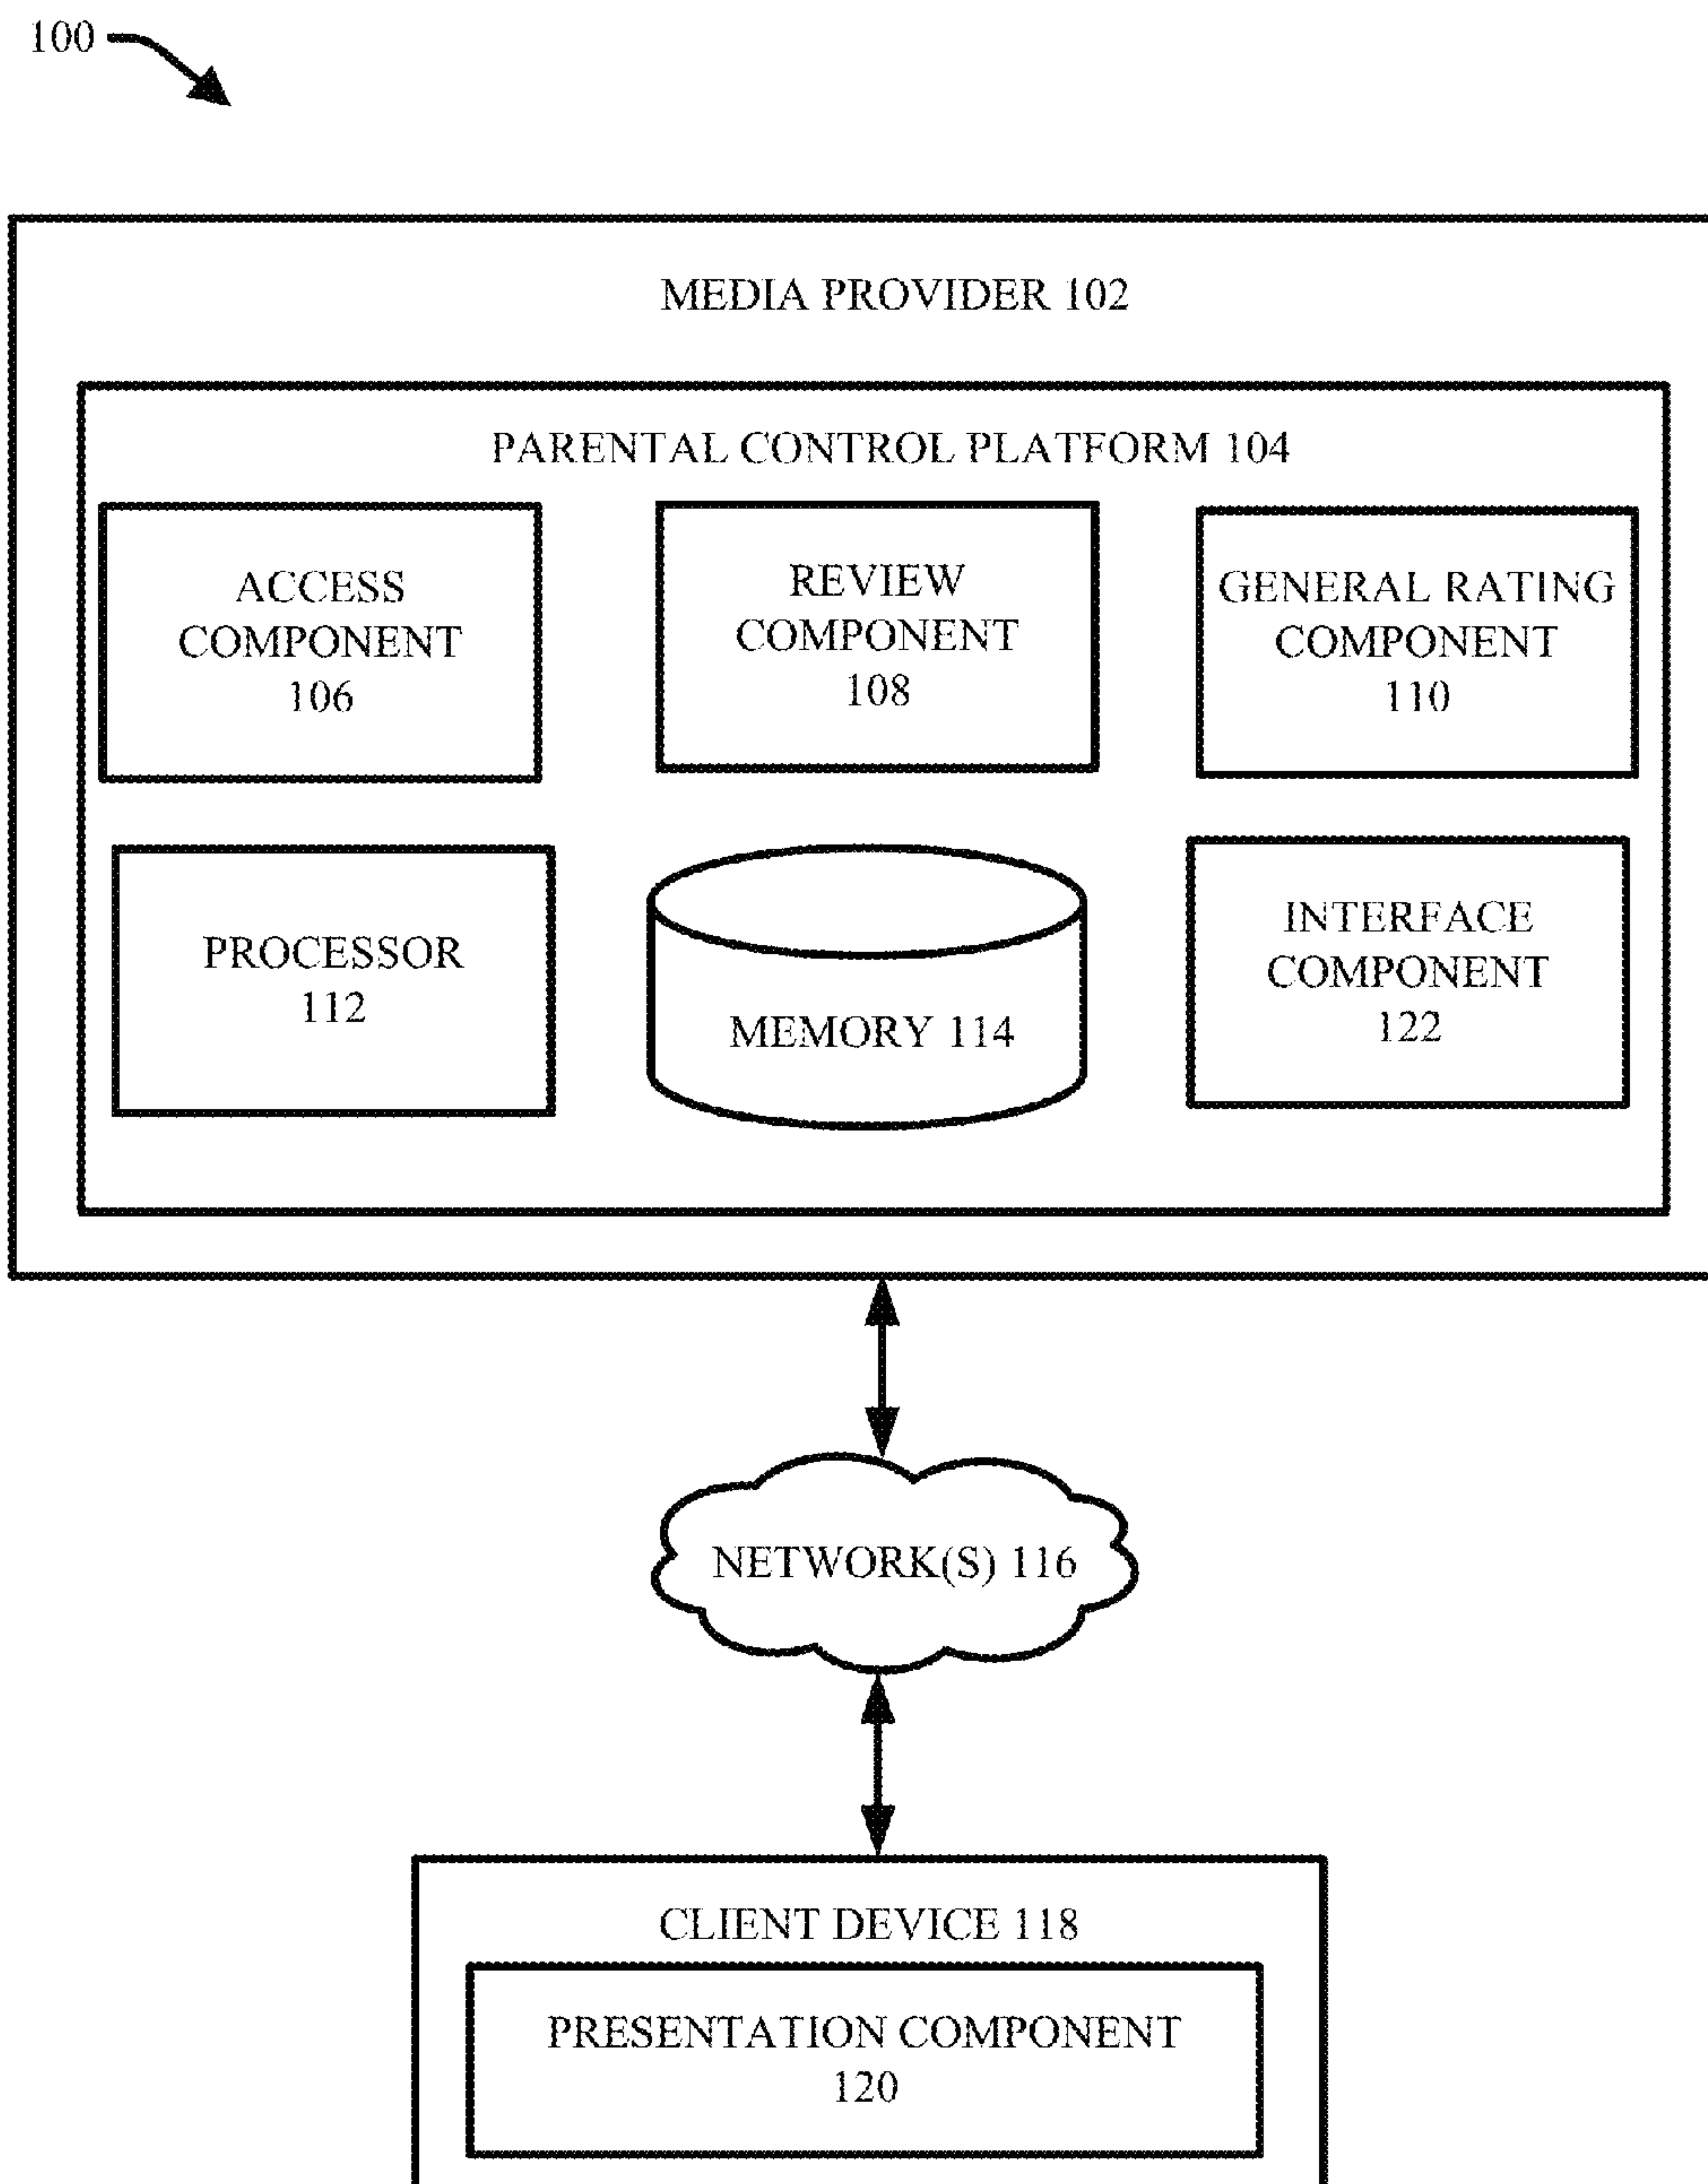 100
MEDIA PROVIDER 102
PARENTAL CONTROL PLATFORM 104
ACCESS
COMPONENT
106
REVIEW
COMPONENT
108
GENERAL RATING
COMPONENT
110
PROCESSOR
112
MEMORY 114
INTERFACE
COMPONENT
122
NETWORK(S) 116
CLIENT DEVICE 118
PRESENTATION COMPONENT
120